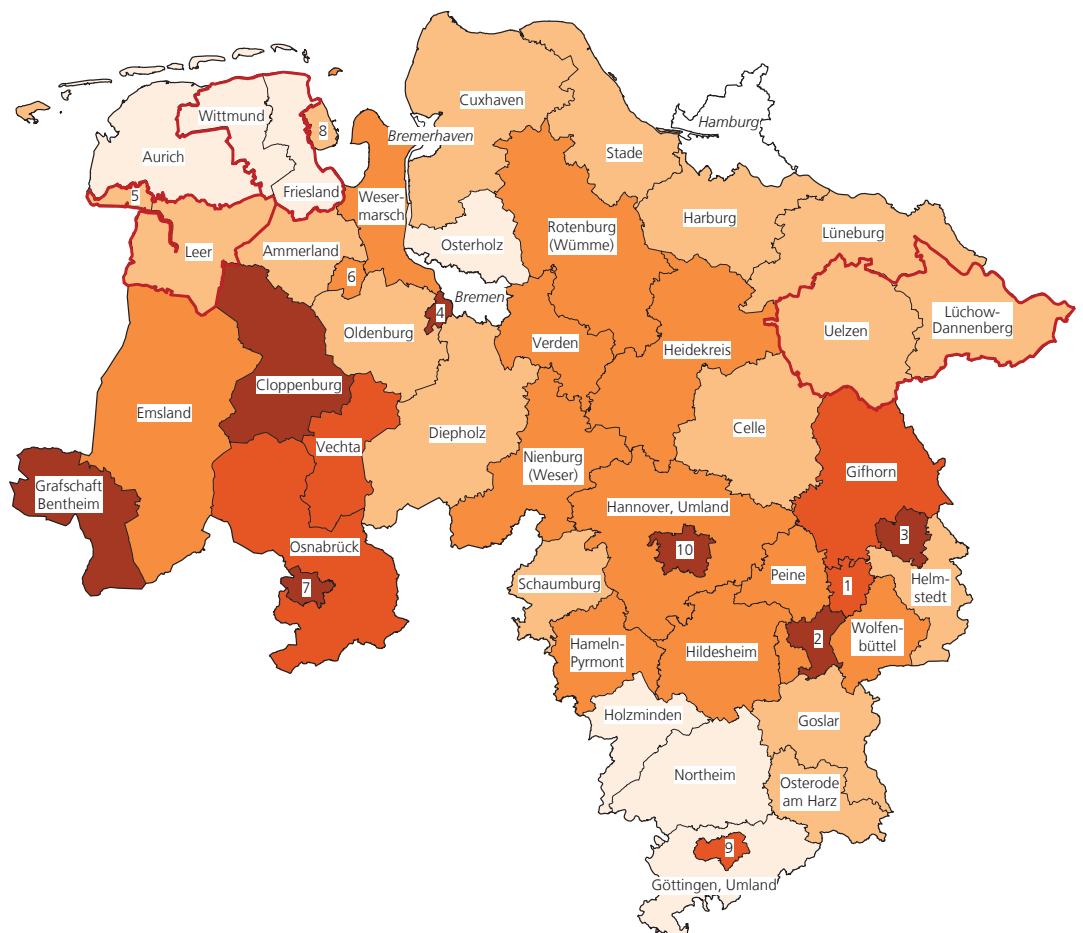 Cuxhaven
Wittmund
Hamburg
8
Bremerhaven
Aurich
Stade
Friesland
5
Weser-
marsch
Harburg
Rotenburg
(Wümme)
Lüneburg
Osterholz
Leer
Ammerland
6
Bremen
4
Lüchow-
Dannenberg
Oldenburg
Uelzen
Verden
Heidekreis
Cloppenburg
Emsland
Celle
Diepholz
Vechta
Nienburg
(Weser)
Gifhorn
Grafschaft
Bentheim
Hannover, Umland
3
Osnabrück
10
Peine
Schaumburg
7
1
Helm-
stedt
2
Wolfen-
büttel
Hameln-
Pyrmont
Hildesheim
Holzminden
Goslar
Northeim
Osterode
am Harz
9
Göttingen, Umland